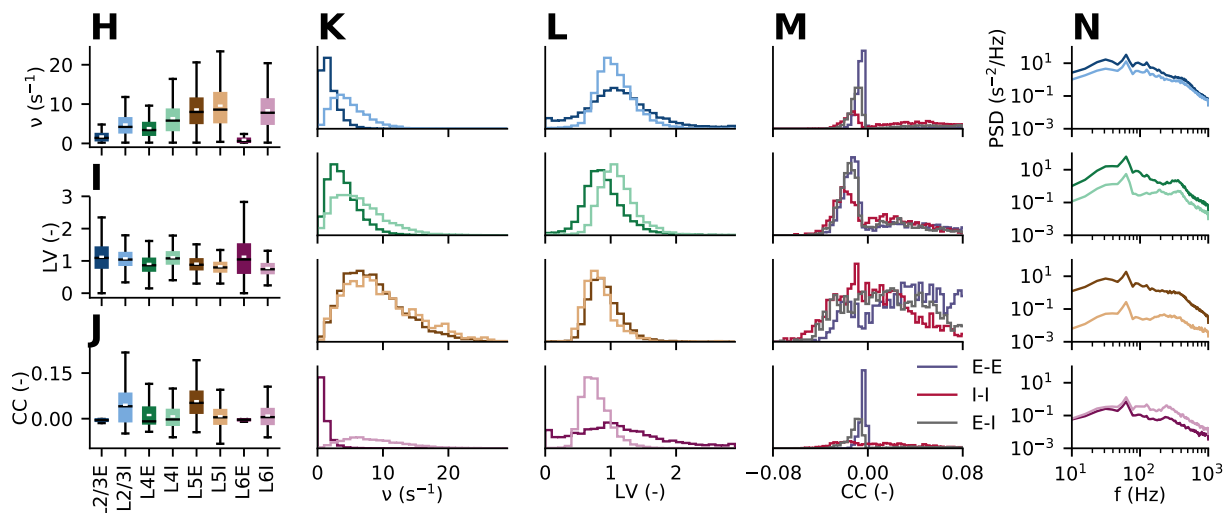 H K L M N
ν (s⁻¹)
20
10
0
PSD (s⁻²/Hz)
10¹
10⁻¹
10⁻³
I
LV (-)
3
2
1
0
10¹
10⁻¹
10⁻³
10¹
10⁻¹
10⁻³
J
CC (-)
0.15
0.00
E-E
I-I
E-I
10¹
10⁻¹
10⁻³
L2/3E L2/3I L4E L4I L5E L5I L6E L6I
0 20
ν (s⁻¹)
0 2
LV (-)
−0.08 0.00 0.08
CC (-)
10¹ 10² 10³
f (Hz)